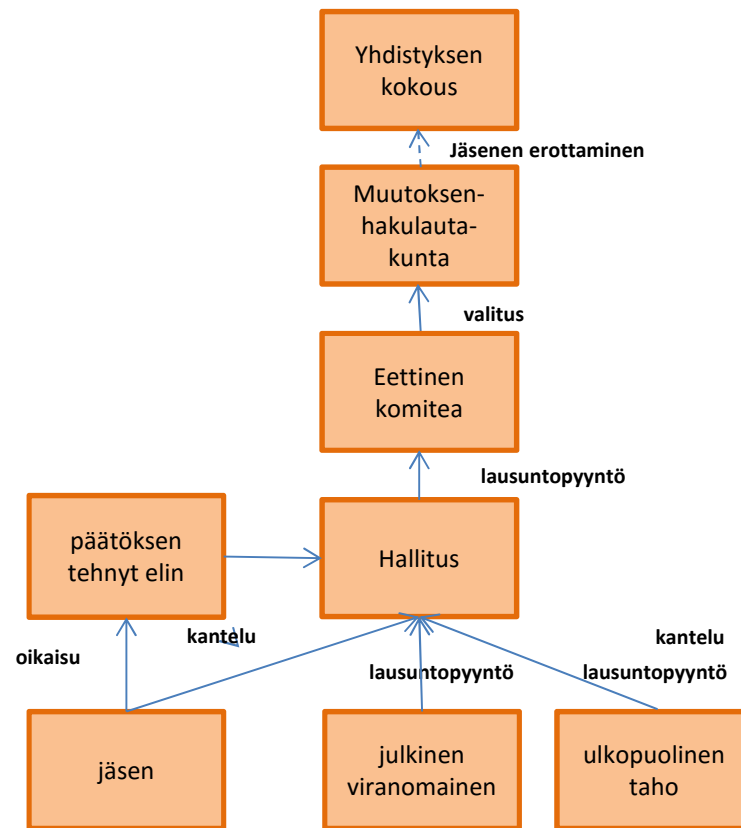 Yhdistyksen
kokous
Jäsenen erottaminen
Muutoksen-
hakulauta-
kunta
valitus
Eettinen
komitea
lausuntopyyntö
päätöksen
tehnyt elin
Hallitus
oikaisu
kantelu
lausuntopyyntö
kantelu
lausuntopyyntö
jäsen
julkinen
viranomainen
ulkopuolinen
taho